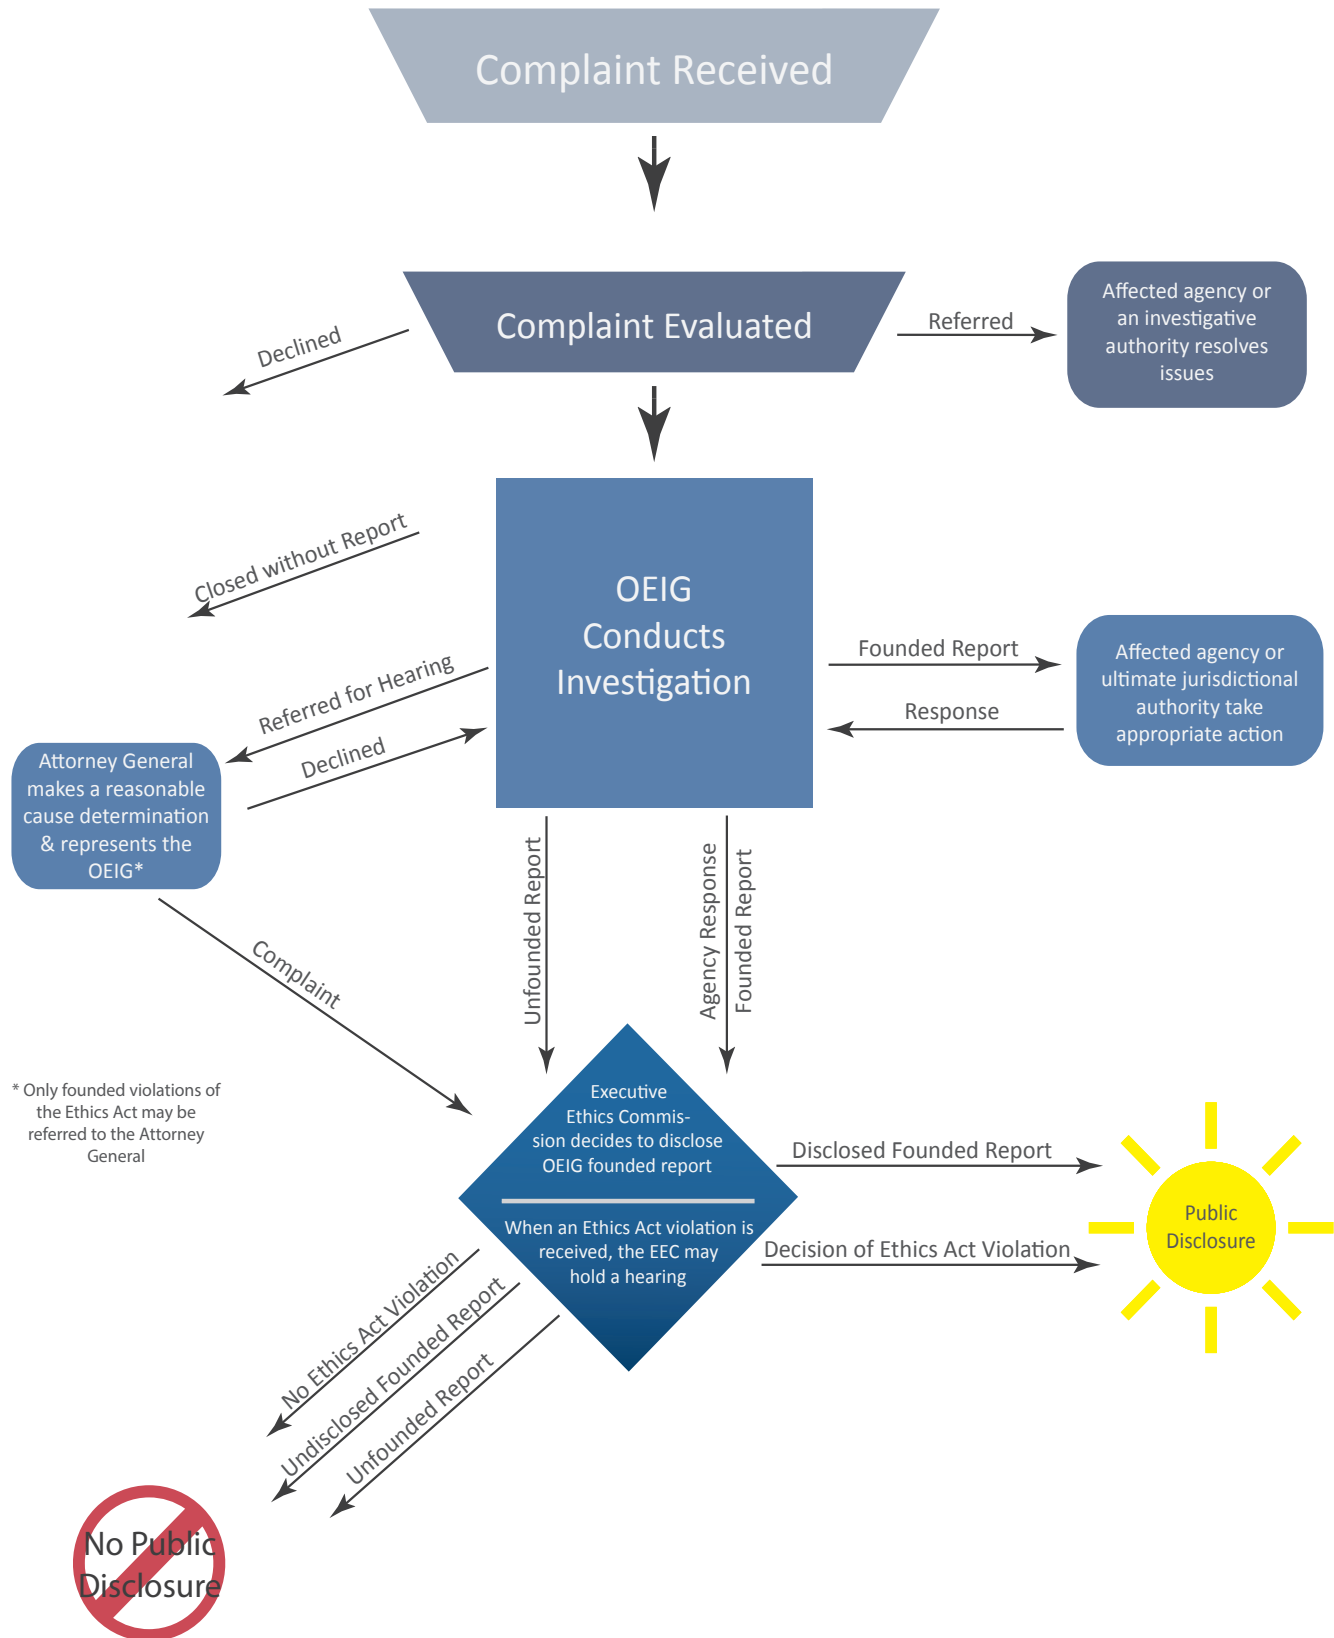 Complaint Received
Complaint Evaluated
Declined
Referred
Affected agency or
an investigative
authority resolves
issues
Closed without Report
OEIG
Conducts
Investigation
Founded Report
Response
Affected agency or
ultimate jurisdictional
authority take
appropriate action
Referred for Hearing
Declined
Attorney General
makes a reasonable
cause determination
& represents the
OEIG*
Complaint
Unfounded Report
Agency Response
Founded Report
* Only founded violations of
the Ethics Act may be
referred to the Attorney
General
Executive
Ethics Commis-
sion decides to disclose
OEIG founded report
When an Ethics Act violation is
received, the EEC may
hold a hearing
Disclosed Founded Report
Decision of Ethics Act Violation
Public
Disclosure
No Ethics Act Violation
Undisclosed Founded Report
Unfounded Report
No Public
Disclosure